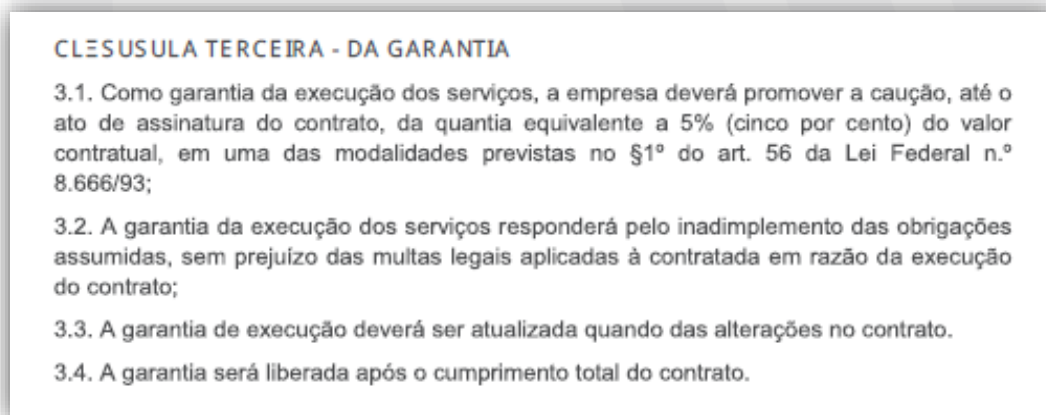 CLΞSUSULA TERCEIRA - DA GARANTIA
3.1. Como garantia da execução dos serviços, a empresa deverá promover a caução, até o
ato de assinatura do contrato, da quantia equivalente a 5% (cinco por cento) do valor
contratual, em uma das modalidades previstas no §1º do art. 56 da Lei Federal n.º
8.666/93;
3.2. A garantia da execução dos serviços responderá pelo inadimplemento das obrigações
assumidas, sem prejuízo das multas legais aplicadas à contratada em razão da execução
do contrato;
3.3. A garantia de execução deverá ser atualizada quando das alterações no contrato.
3.4. A garantia será liberada após o cumprimento total do contrato.